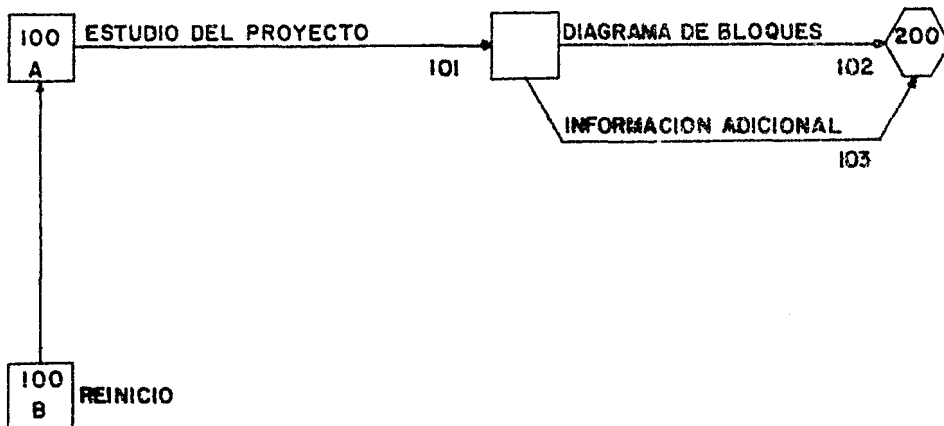 100
A
ESTUDIO DEL PROYECTO
101
DIAGRAMA DE BLOQUES
102
200
INFORMACION ADICIONAL
103
100
B
REINICIO